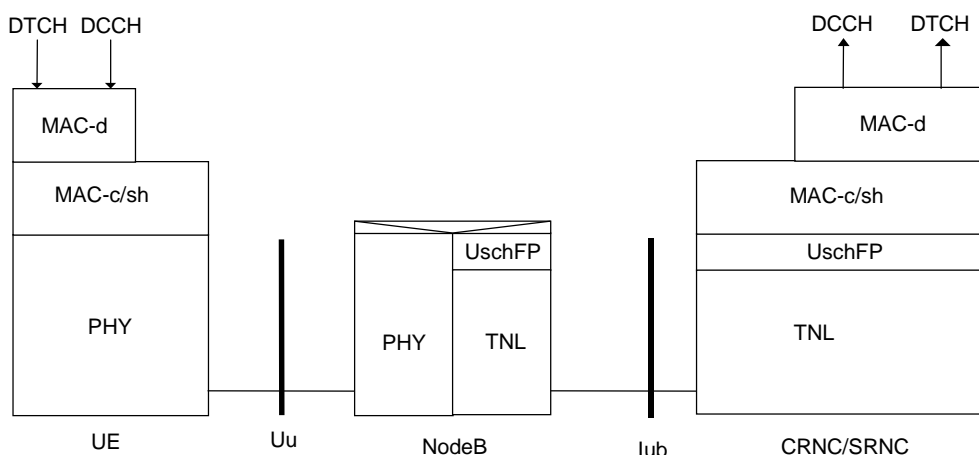 DTCH DCCH
DCCH DTCH
MAC-d
MAC-d
MAC-c/sh
MAC-c/sh
UschFP
UschFP
PHY
PHY
TNL
TNL
UE
Uu
NodeB
Iub
CRNC/SRNC